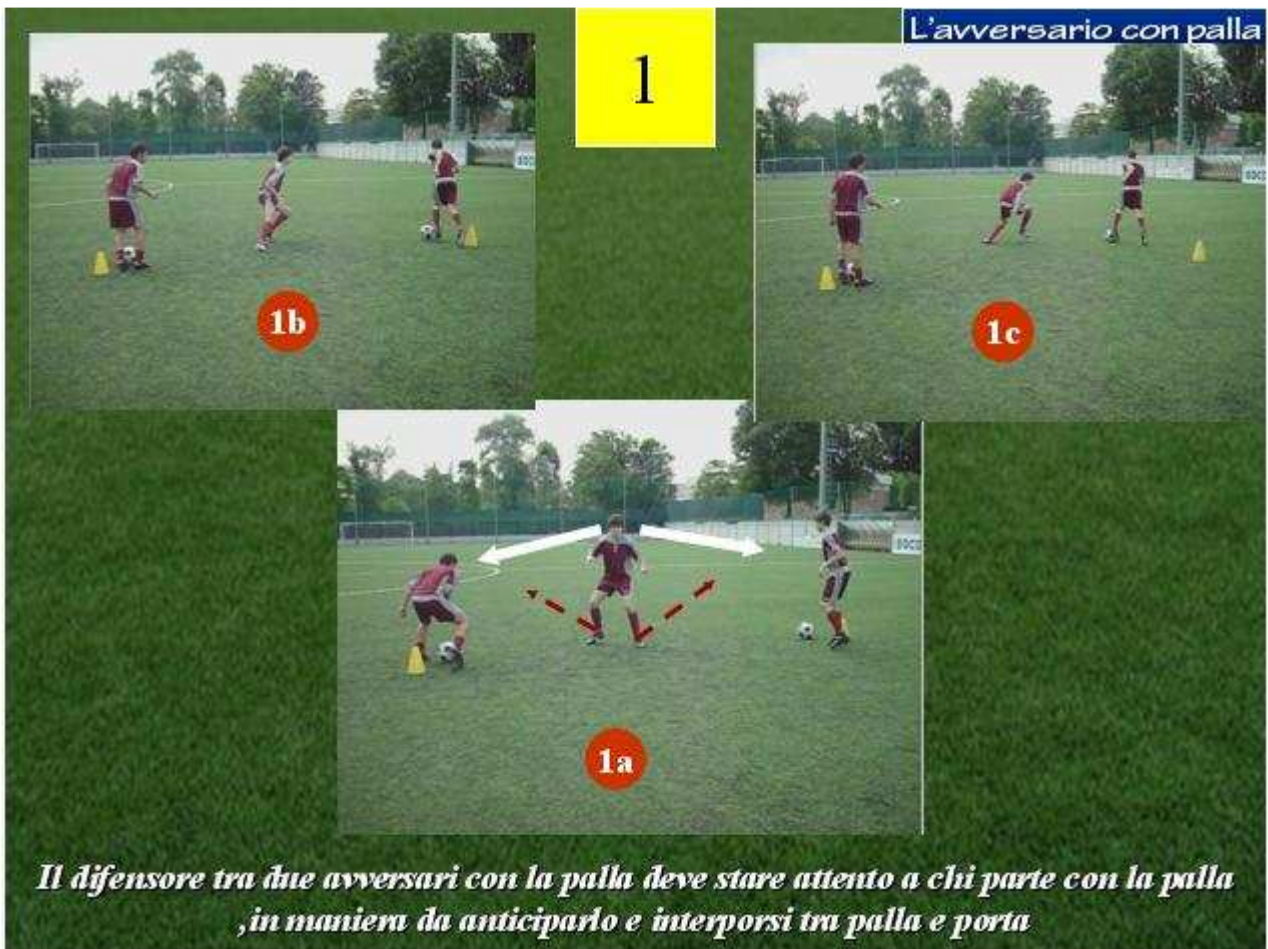 L'avversario con palla
1
1b
1c
1a
Il difensore tra due avversari con la palla deve stare attento a chi parte con la palla
,in maniera da anticiparlo e interporsi tra palla e porta